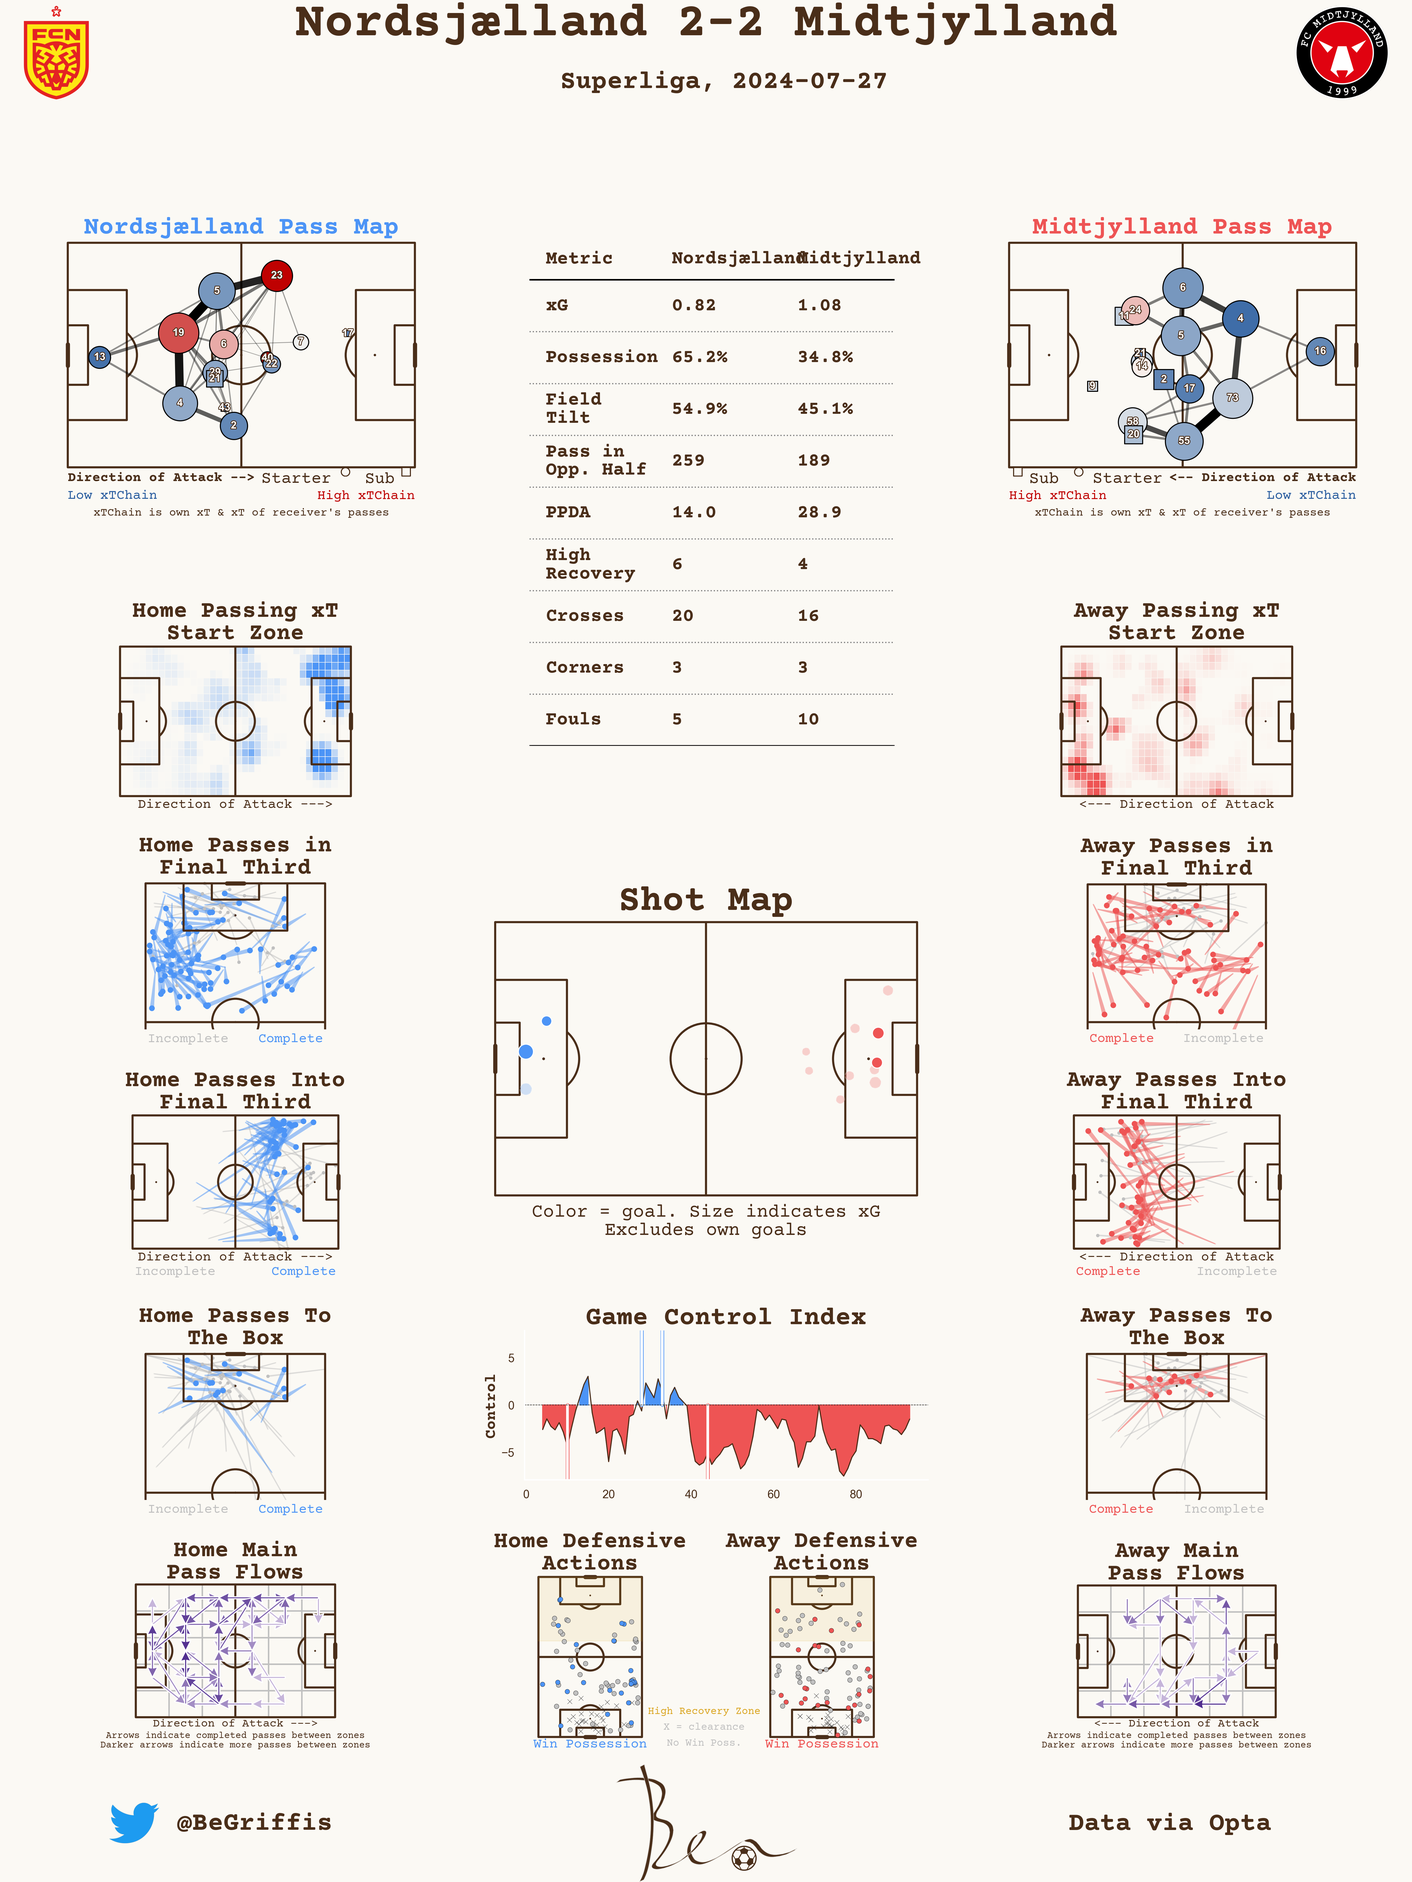 Nordsjælland 2-2 Midtjylland
Superliga, 2024-07-27
FCN
FC MIDTJYLLAND
1999
Nordsjælland Pass Map
5
23
19
6
7
17
13
40
22
29
21
4
43
2
Direction of Attack --> Starter Sub
Low xTChain High xTChain
xTChain is own xT & xT of receiver's passes
Metric Nordsjælland Midtjylland
xG 0.82 1.08
Possession 65.2% 34.8%
Field
Tilt 54.9% 45.1%
Pass in
Opp. Half 259 189
PPDA 14.0 28.9
High
Recovery 6 4
Crosses 20 16
Corners 3 3
Fouls 5 10
Midtjylland Pass Map
6
11
24
4
5
16
21
14
2
17
9
73
58
20
55
Sub Starter <-- Direction of Attack
High xTChain Low xTChain
xTChain is own xT & xT of receiver's passes
Home Passing xT
Start Zone
Direction of Attack --->
Away Passing xT
Start Zone
<--- Direction of Attack
Home Passes in
Final Third
Incomplete Complete
Away Passes in
Final Third
Complete Incomplete
Shot Map
Color = goal. Size indicates xG
Excludes own goals
Home Passes Into
Final Third
Direction of Attack --->
Incomplete Complete
Away Passes Into
Final Third
<--- Direction of Attack
Complete Incomplete
Home Passes To
The Box
Incomplete Complete
Game Control Index
Control
5
0
−5
0 20 40 60 80
Away Passes To
The Box
Complete Incomplete
Home Main
Pass Flows
Direction of Attack --->
Arrows indicate completed passes between zones
Darker arrows indicate more passes between zones
Home Defensive
Actions
Win Possession
High Recovery Zone
X = clearance
No Win Poss.
Away Defensive
Actions
Win Possession
Away Main
Pass Flows
<--- Direction of Attack
Arrows indicate completed passes between zones
Darker arrows indicate more passes between zones
@BeGriffis
Data via Opta